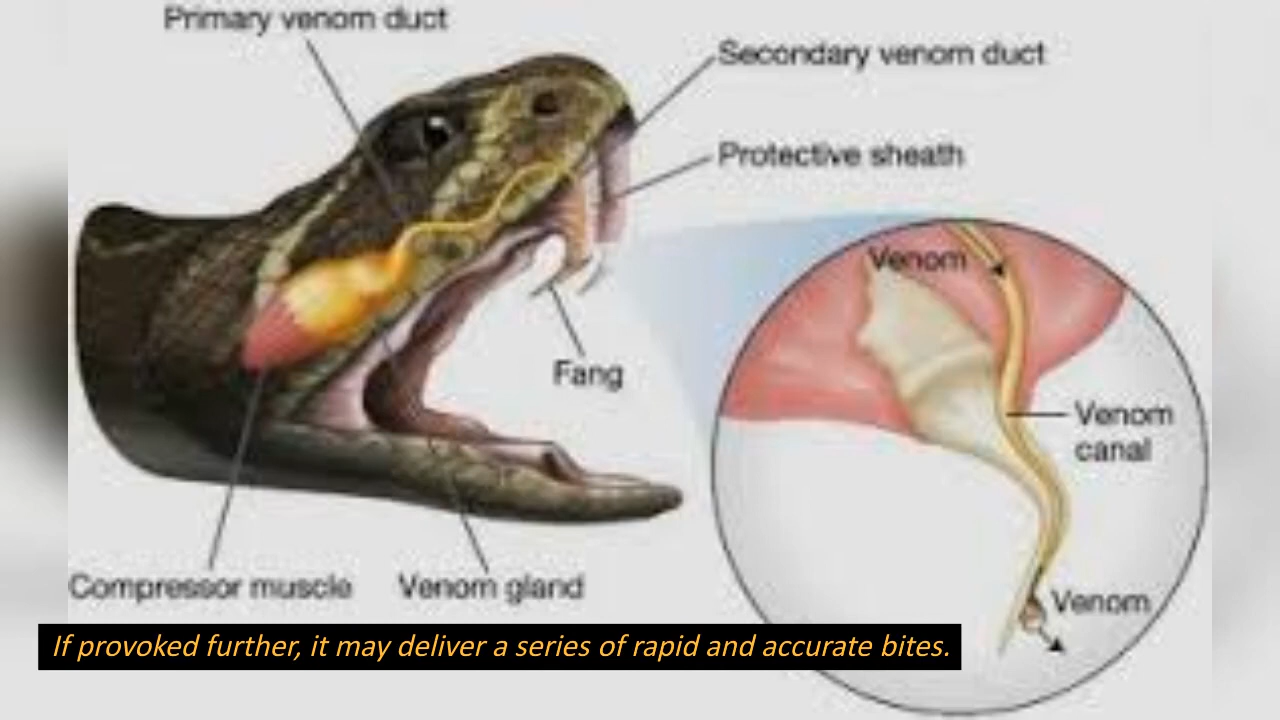 Primary venom duct
Secondary venom duct
Protective sheath
Venom
Fang
Venom
canal
Compressor muscle
Venom gland
Venom
If provoked further, it may deliver a series of rapid and accurate bites.